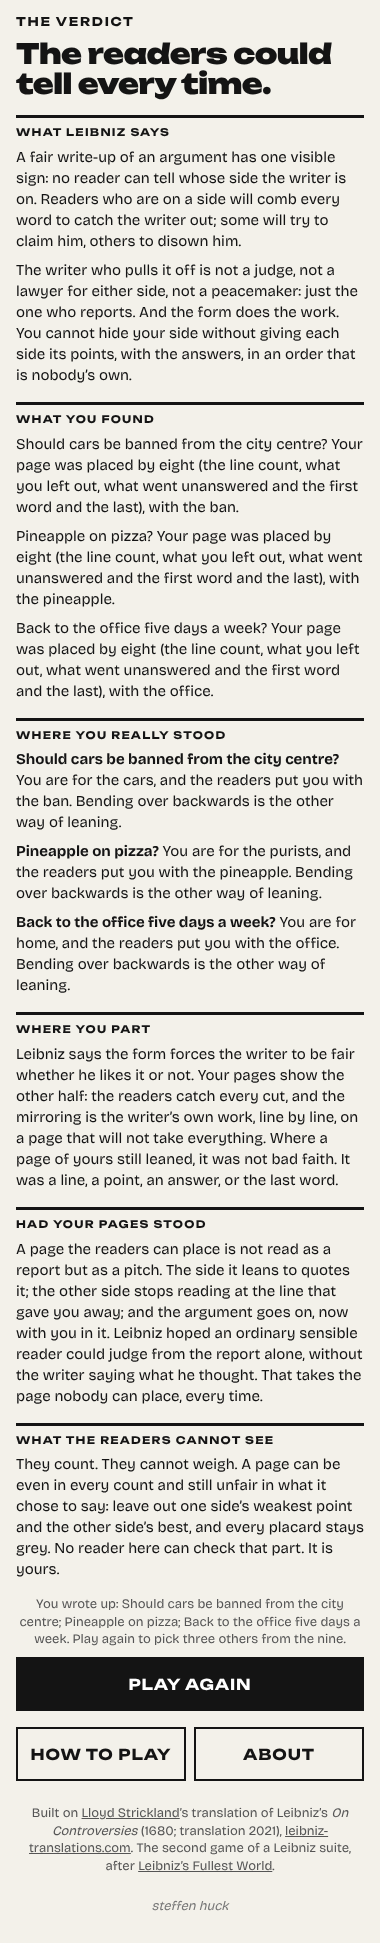 THE VERDICT
The readers could
tell every time.
WHAT LEIBNIZ SAYS
A fair write-up of an argument has one visible
sign: no reader can tell whose side the writer is
on. Readers who are on a side will comb every
word to catch the writer out; some will try to
claim him, others to disown him.
The writer who pulls it off is not a judge, not a
lawyer for either side, not a peacemaker: just the
one who reports. And the form does the work.
You cannot hide your side without giving each
side its points, with the answers, in an order that
is nobody's own.
WHAT YOU FOUND
Should cars be banned from the city centre? Your
page was placed by eight (the line count, what
you left out, what went unanswered and the first
word and the last), with the ban.
Pineapple on pizza? Your page was placed by
eight (the line count, what you left out, what went
unanswered and the first word and the last), with
the pineapple.
Back to the office five days a week? Your page
was placed by eight (the line count, what you left
out, what went unanswered and the first word
and the last), with the office.
WHERE YOU REALLY STOOD
Should cars be banned from the city centre?
You are for the cars, and the readers put you with
the ban. Bending over backwards is the other
way of leaning.
Pineapple on pizza? You are for the purists, and
the readers put you with the pineapple. Bending
over backwards is the other way of leaning.
Back to the office five days a week? You are for
home, and the readers put you with the office.
Bending over backwards is the other way of
leaning.
WHERE YOU PART
Leibniz says the form forces the writer to be fair
whether he likes it or not. Your pages show the
other half: the readers catch every cut, and the
mirroring is the writer's own work, line by line, on
a page that will not take everything. Where a
page of yours still leaned, it was not bad faith. It
was a line, a point, an answer, or the last word.
HAD YOUR PAGES STOOD
A page the readers can place is not read as a
report but as a pitch. The side it leans to quotes
it; the other side stops reading at the line that
gave you away; and the argument goes on, now
with you in it. Leibniz hoped an ordinary sensible
reader could judge from the report alone, without
the writer saying what he thought. That takes the
page nobody can place, every time.
WHAT THE READERS CANNOT SEE
They count. They cannot weigh. A page can be
even in every count and still unfair in what it
chose to say: leave out one side's weakest point
and the other side's best, and every placard stays
grey. No reader here can check that part. It is
yours.
You wrote up: Should cars be banned from the city
centre; Pineapple on pizza; Back to the office five days a
week. Play again to pick three others from the nine.
PLAY AGAIN
HOW TO PLAY
ABOUT
Built on Lloyd Strickland's translation of Leibniz's On
Controversies (1680; translation 2021), leibniz-
translations.com. The second game of a Leibniz suite,
after Leibniz's Fullest World.
steffen huck